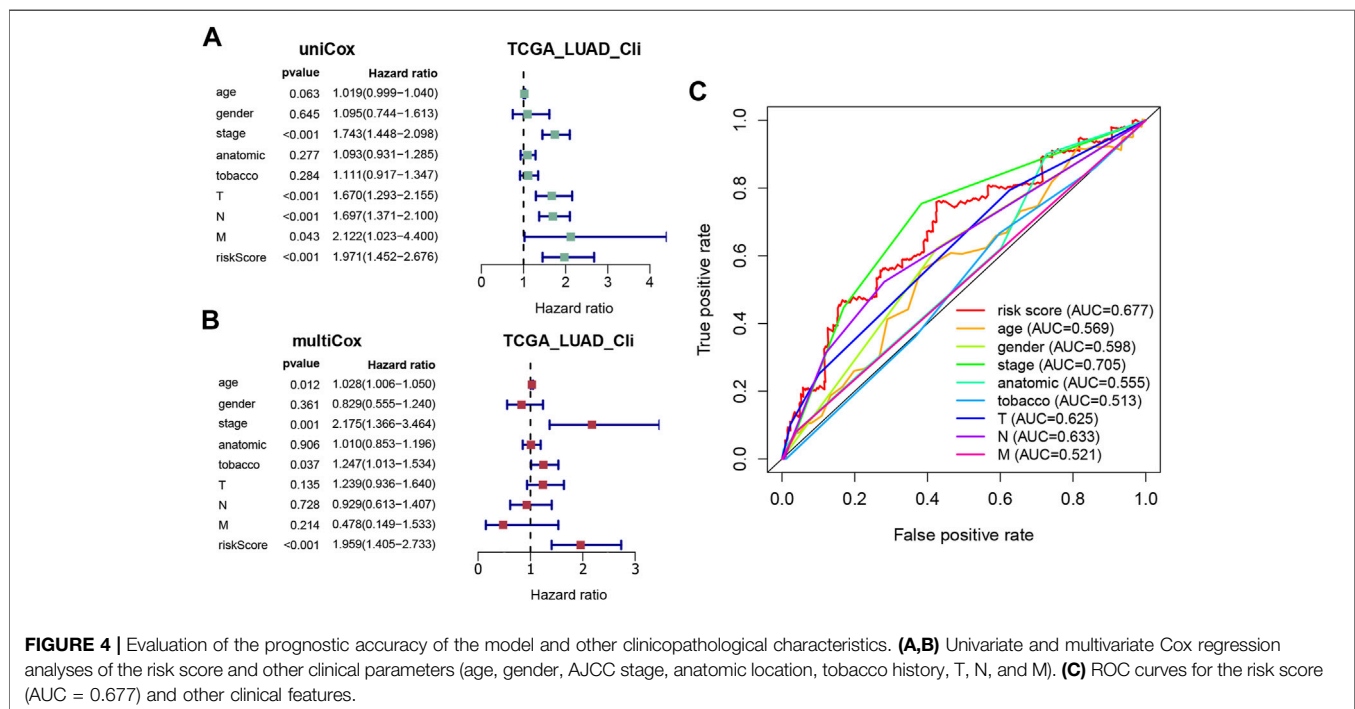 A
uniCox
TCGA_LUAD_Cli
pvalue Hazard ratio
age 0.063 1.019(0.999−1.040)
gender 0.645 1.095(0.744−1.613)
stage <0.001 1.743(1.448−2.098)
anatomic 0.277 1.093(0.931−1.285)
tobacco 0.284 1.111(0.917−1.347)
T <0.001 1.670(1.293−2.155)
N <0.001 1.697(1.371−2.100)
M 0.043 2.122(1.023−4.400)
riskScore <0.001 1.971(1.452−2.676)
0 1 2 3 4
Hazard ratio
B
multiCox
TCGA_LUAD_Cli
pvalue Hazard ratio
age 0.012 1.028(1.006−1.050)
gender 0.361 0.829(0.555−1.240)
stage 0.001 2.175(1.366−3.464)
anatomic 0.906 1.010(0.853−1.196)
tobacco 0.037 1.247(1.013−1.534)
T 0.135 1.239(0.936−1.640)
N 0.728 0.929(0.613−1.407)
M 0.214 0.478(0.149−1.533)
riskScore <0.001 1.959(1.405−2.733)
0 1 2 3
Hazard ratio
C
True positive rate
1.0
0.8
0.6
0.4
0.2
0.0
risk score (AUC=0.677)
age (AUC=0.569)
gender (AUC=0.598)
stage (AUC=0.705)
anatomic (AUC=0.555)
tobacco (AUC=0.513)
T (AUC=0.625)
N (AUC=0.633)
M (AUC=0.521)
0.0 0.2 0.4 0.6 0.8 1.0
False positive rate
FIGURE 4 | Evaluation of the prognostic accuracy of the model and other clinicopathological characteristics. (A,B) Univariate and multivariate Cox regression
analyses of the risk score and other clinical parameters (age, gender, AJCC stage, anatomic location, tobacco history, T, N, and M). (C) ROC curves for the risk score
(AUC = 0.677) and other clinical features.